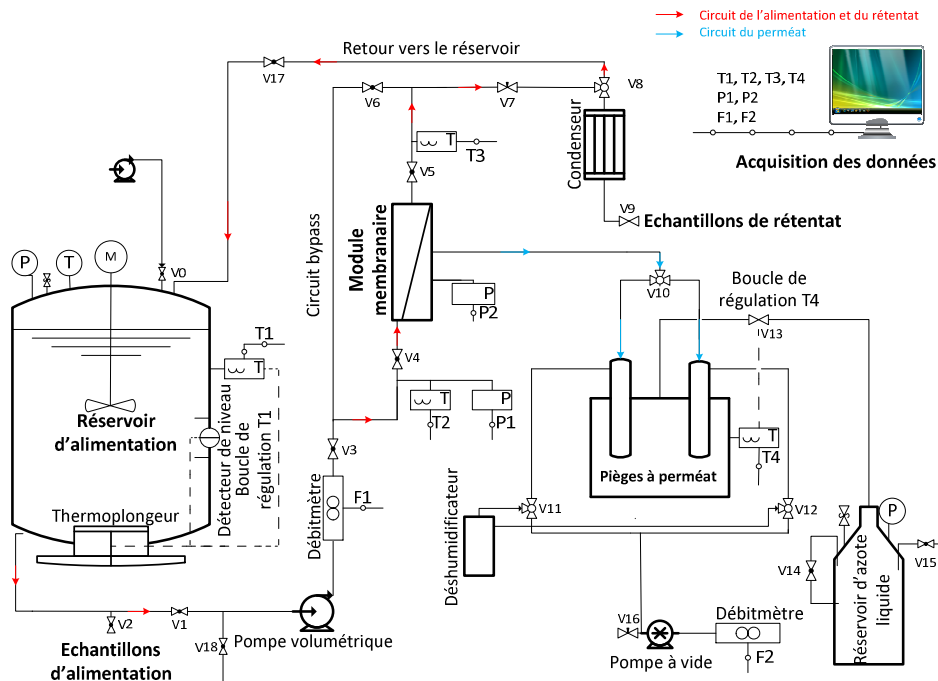 Circuit de l'alimentation et du rétentat
Circuit du perméat
Retour vers le réservoir
V17
V6
V7
V8
T1, T2, T3, T4
P1, P2
F1, F2
Acquisition des données
T
T3
V5
Condenseur
V9
Echantillons de rétentat
P
T
M
V0
Circuit bypass
Module
membranaire
P
P2
V10
Boucle de
régulation T4
V13
T1
T
V4
T
T2
P
P1
Réservoir
d'alimentation
Détecteur de niveau
Boucle de
régulation T1
V3
T
T4
Pièges à perméat
Thermoplongeur
Débitmètre
F1
Déshumidificateur
V11
V12
P
V14
V15
Réservoir d'azote
liquide
V2
V1
V18
Pompe volumétrique
Echantillons
d'alimentation
V16
Pompe à vide
Débitmètre
F2